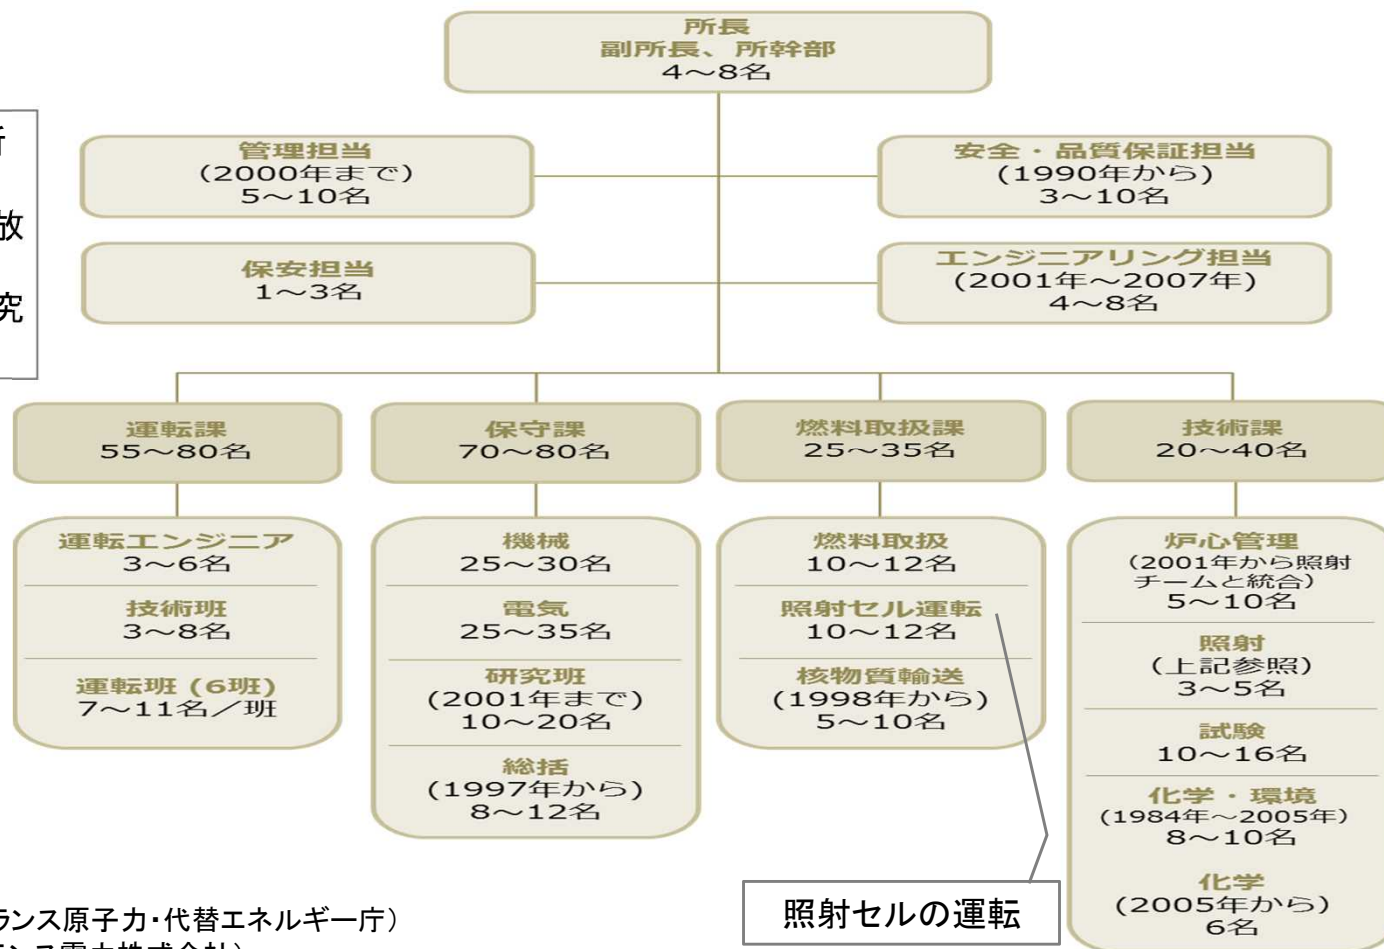 所長
副所長、所幹部
4～8名
所
放
究
管理担当
(2000年まで)
5～10名
安全・品質保証担当
(1990年から)
3～10名
保安担当
1～3名
エンジニアリング担当
(2001年～2007年)
4～8名
運転課
55～80名
保守課
70～80名
燃料取扱課
25～35名
技術課
20～40名
運転エンジニア
3～6名
技術班
3～8名
運転班 (6班)
7～11名／班
機械
25～30名
電気
25～35名
研究班
(2001年まで)
10～20名
総括
(1997年から)
8～12名
燃料取扱
10～12名
照射セル運転
10～12名
核物質輸送
(1998年から)
5～10名
炉心管理
(2001年から照射
チームと統合)
5～10名
照射
(上記参照)
3～5名
試験
10～16名
化学・環境
(1984年～2005年)
8～10名
化学
(2005年から)
6名
照射セルの運転
ランス原子力・代替エネルギー庁）
ランス電力株式会社）